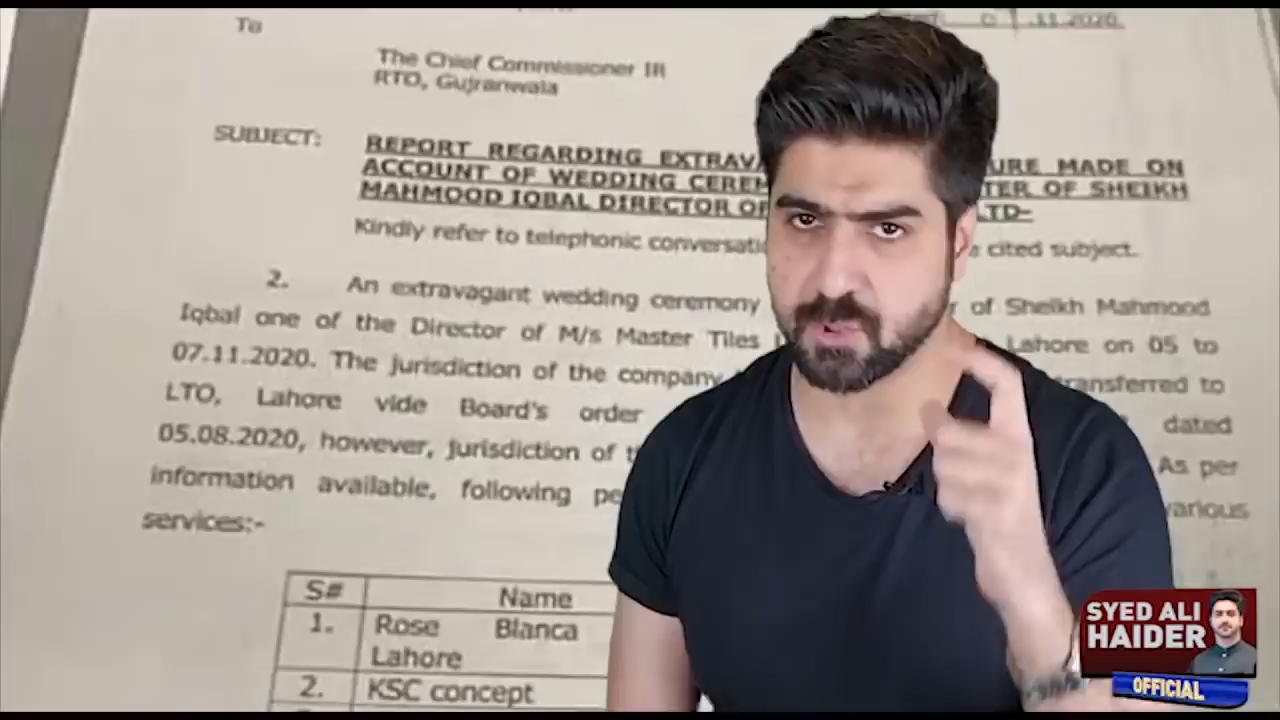 To
.11.2020.
The Chief Commissioner IR
RTO, Gujranwala
SUBJECT: REPORT REGARDING EXTRAV URE MADE ON
ACCOUNT OF WEDDING CEREM TER OF SHEIKH
MAHMOOD IQBAL DIRECTOR OF LTD-
Kindly refer to telephonic conversati cited subject.
2. An extravagant wedding ceremony of Sheikh Mahmood
Iqbal one of the Director of M/s Master Tiles Lahore on 05 to
07.11.2020. The jurisdiction of the company transferred to
LTO, Lahore vide Board's order dated
05.08.2020, however, jurisdiction of t As per
information available, following pe various
services:-
S# Name
1. Rose Blanca
Lahore
2. KSC concept
SYED ALI
HAIDER
OFFICIAL